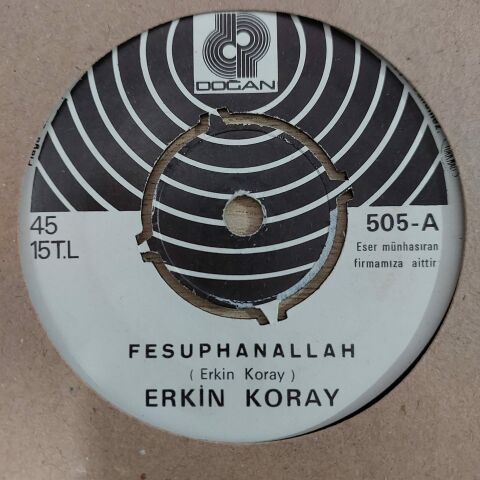 DOĞAN
45
15T.L
505-A
Eser münhasıran
firmamıza aittir
FESUPHANALLAH
( Erkin Koray )
ERKİN KORAY